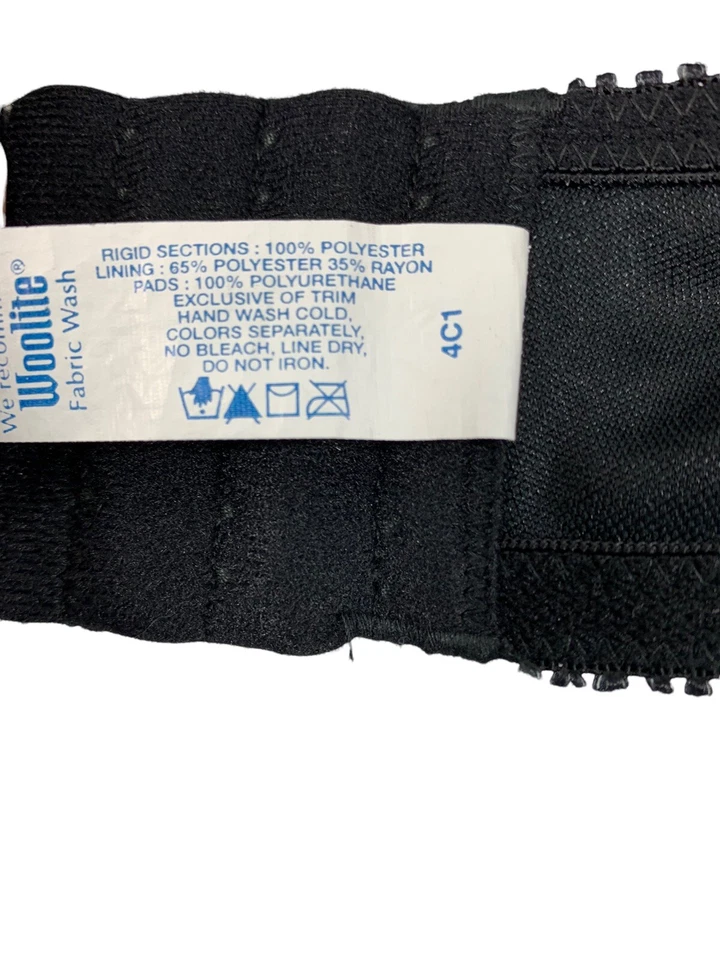 RIGID SECTIONS : 100% POLYESTER
LINING : 65% POLYESTER 35% RAYON
PADS : 100% POLYURETHANE
EXCLUSIVE OF TRIM
HAND WASH COLD,
COLORS SEPARATELY,
NO BLEACH, LINE DRY,
DO NOT IRON.
4C1
We
Woolite®
Fabric Wash